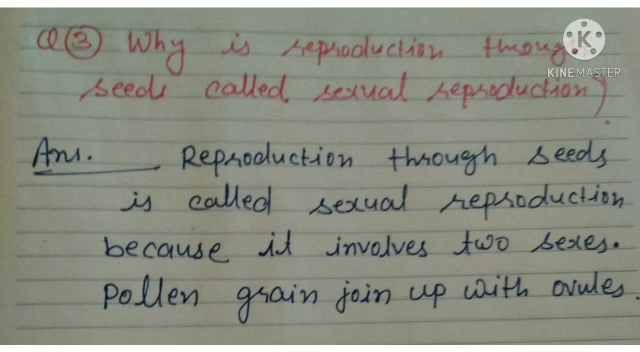 Q③ Why is reproduction through
seeds called sexual reproduction?
Ans. Reproduction through seeds
is called sexual reproduction
because it involves two sexes.
Pollen grain join up with ovules.
KINEMASTER